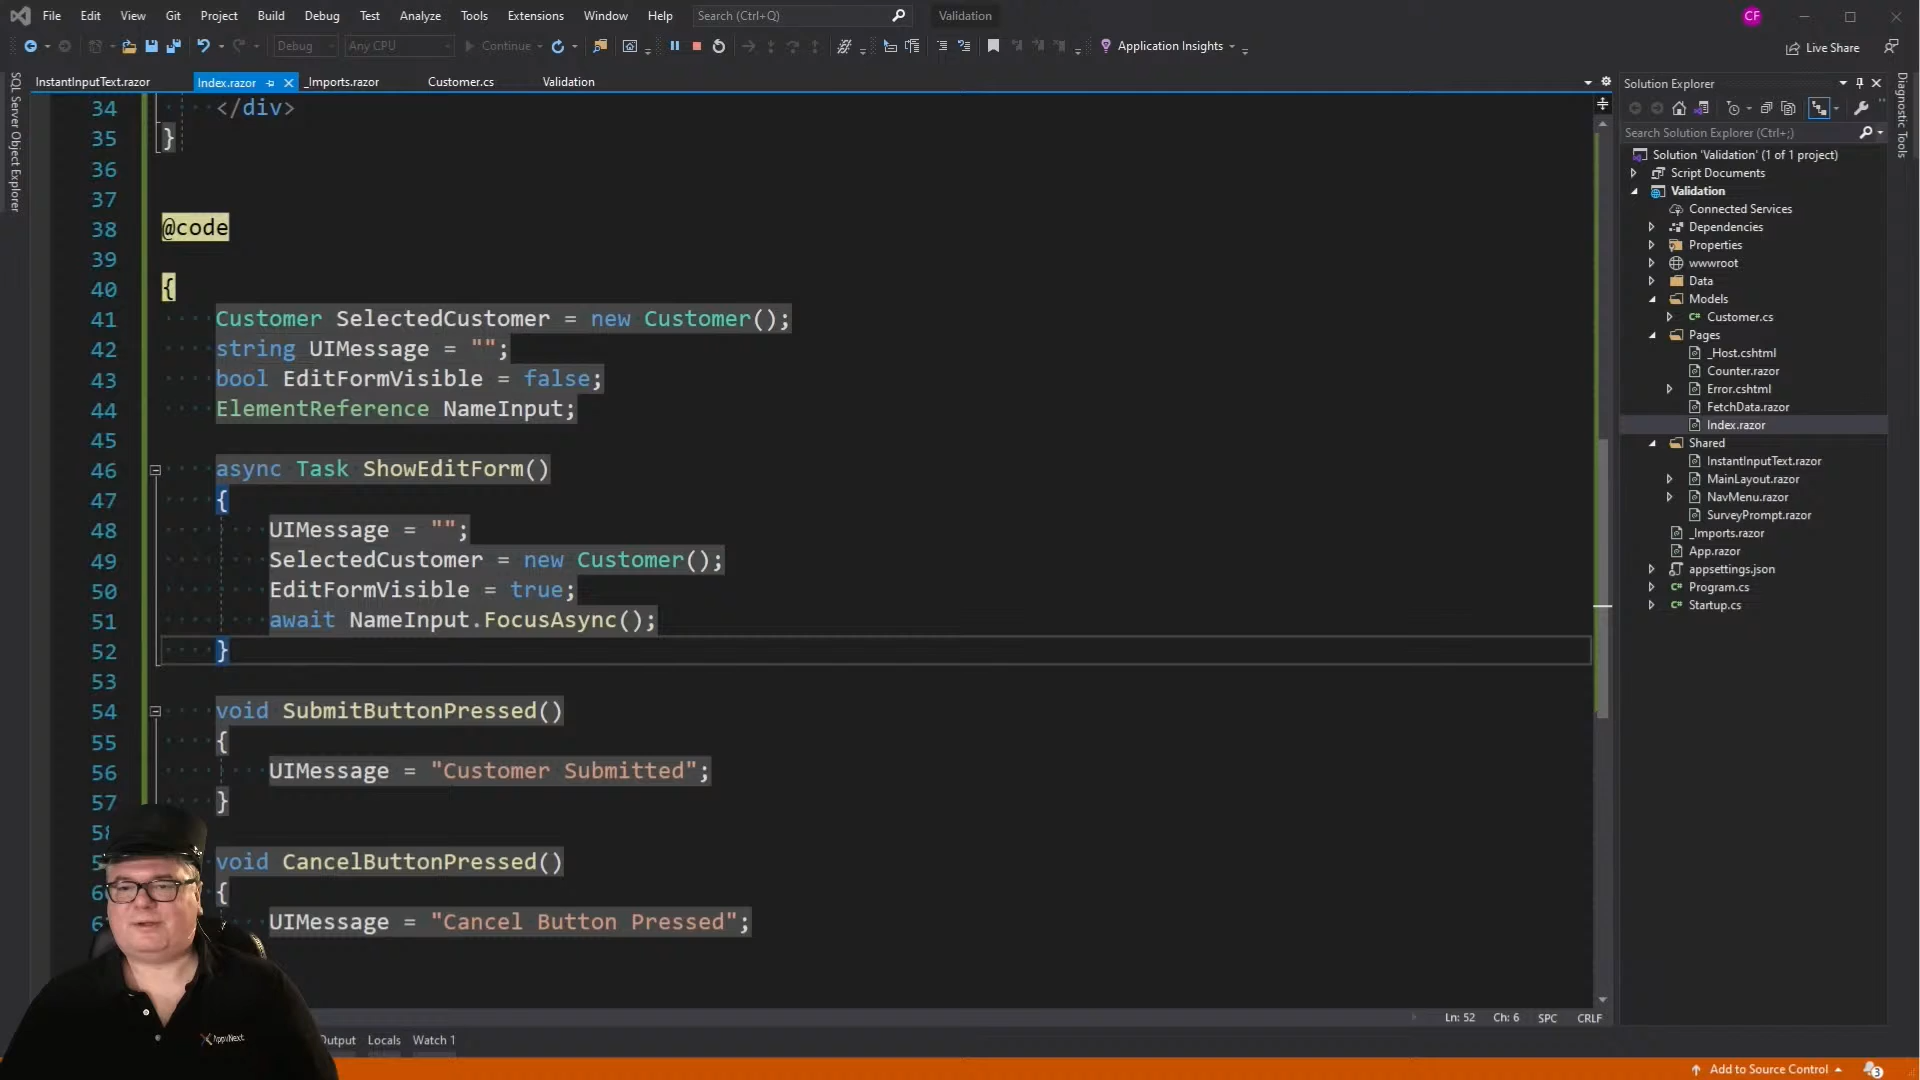 File Edit View Git Project Build Debug Test Analyze Tools Extensions Window Help Search (Ctrl+Q) Validation CF
Debug Any CPU Continue Application Insights Live Share
InstantInputText.razor Index.razor _Imports.razor Customer.cs Validation
SQL Server Object Explorer
34 </div>
35 }
36
37
38 @code
39
40 {
41 Customer SelectedCustomer = new Customer();
42 string UIMessage = "";
43 bool EditFormVisible = false;
44 ElementReference NameInput;
45
46 async Task ShowEditForm()
47 {
48 UIMessage = "";
49 SelectedCustomer = new Customer();
50 EditFormVisible = true;
51 await NameInput.FocusAsync();
52 }
53
54 void SubmitButtonPressed()
55 {
56 UIMessage = "Customer Submitted";
57 }
void CancelButtonPressed()
{
UIMessage = "Cancel Button Pressed";
Ln: 52 Ch: 6 SPC CRLF
Locals Watch 1
Add to Source Control 3
AppvNext
Solution Explorer
Search Solution Explorer (Ctrl+;)
Solution 'Validation' (1 of 1 project)
Script Documents
Validation
Connected Services
Dependencies
Properties
wwwroot
Data
Models
Customer.cs
Pages
_Host.cshtml
Counter.razor
Error.cshtml
FetchData.razor
Index.razor
Shared
InstantInputText.razor
MainLayout.razor
NavMenu.razor
SurveyPrompt.razor
_Imports.razor
App.razor
appsettings.json
Program.cs
Startup.cs
Diagnostic Tools